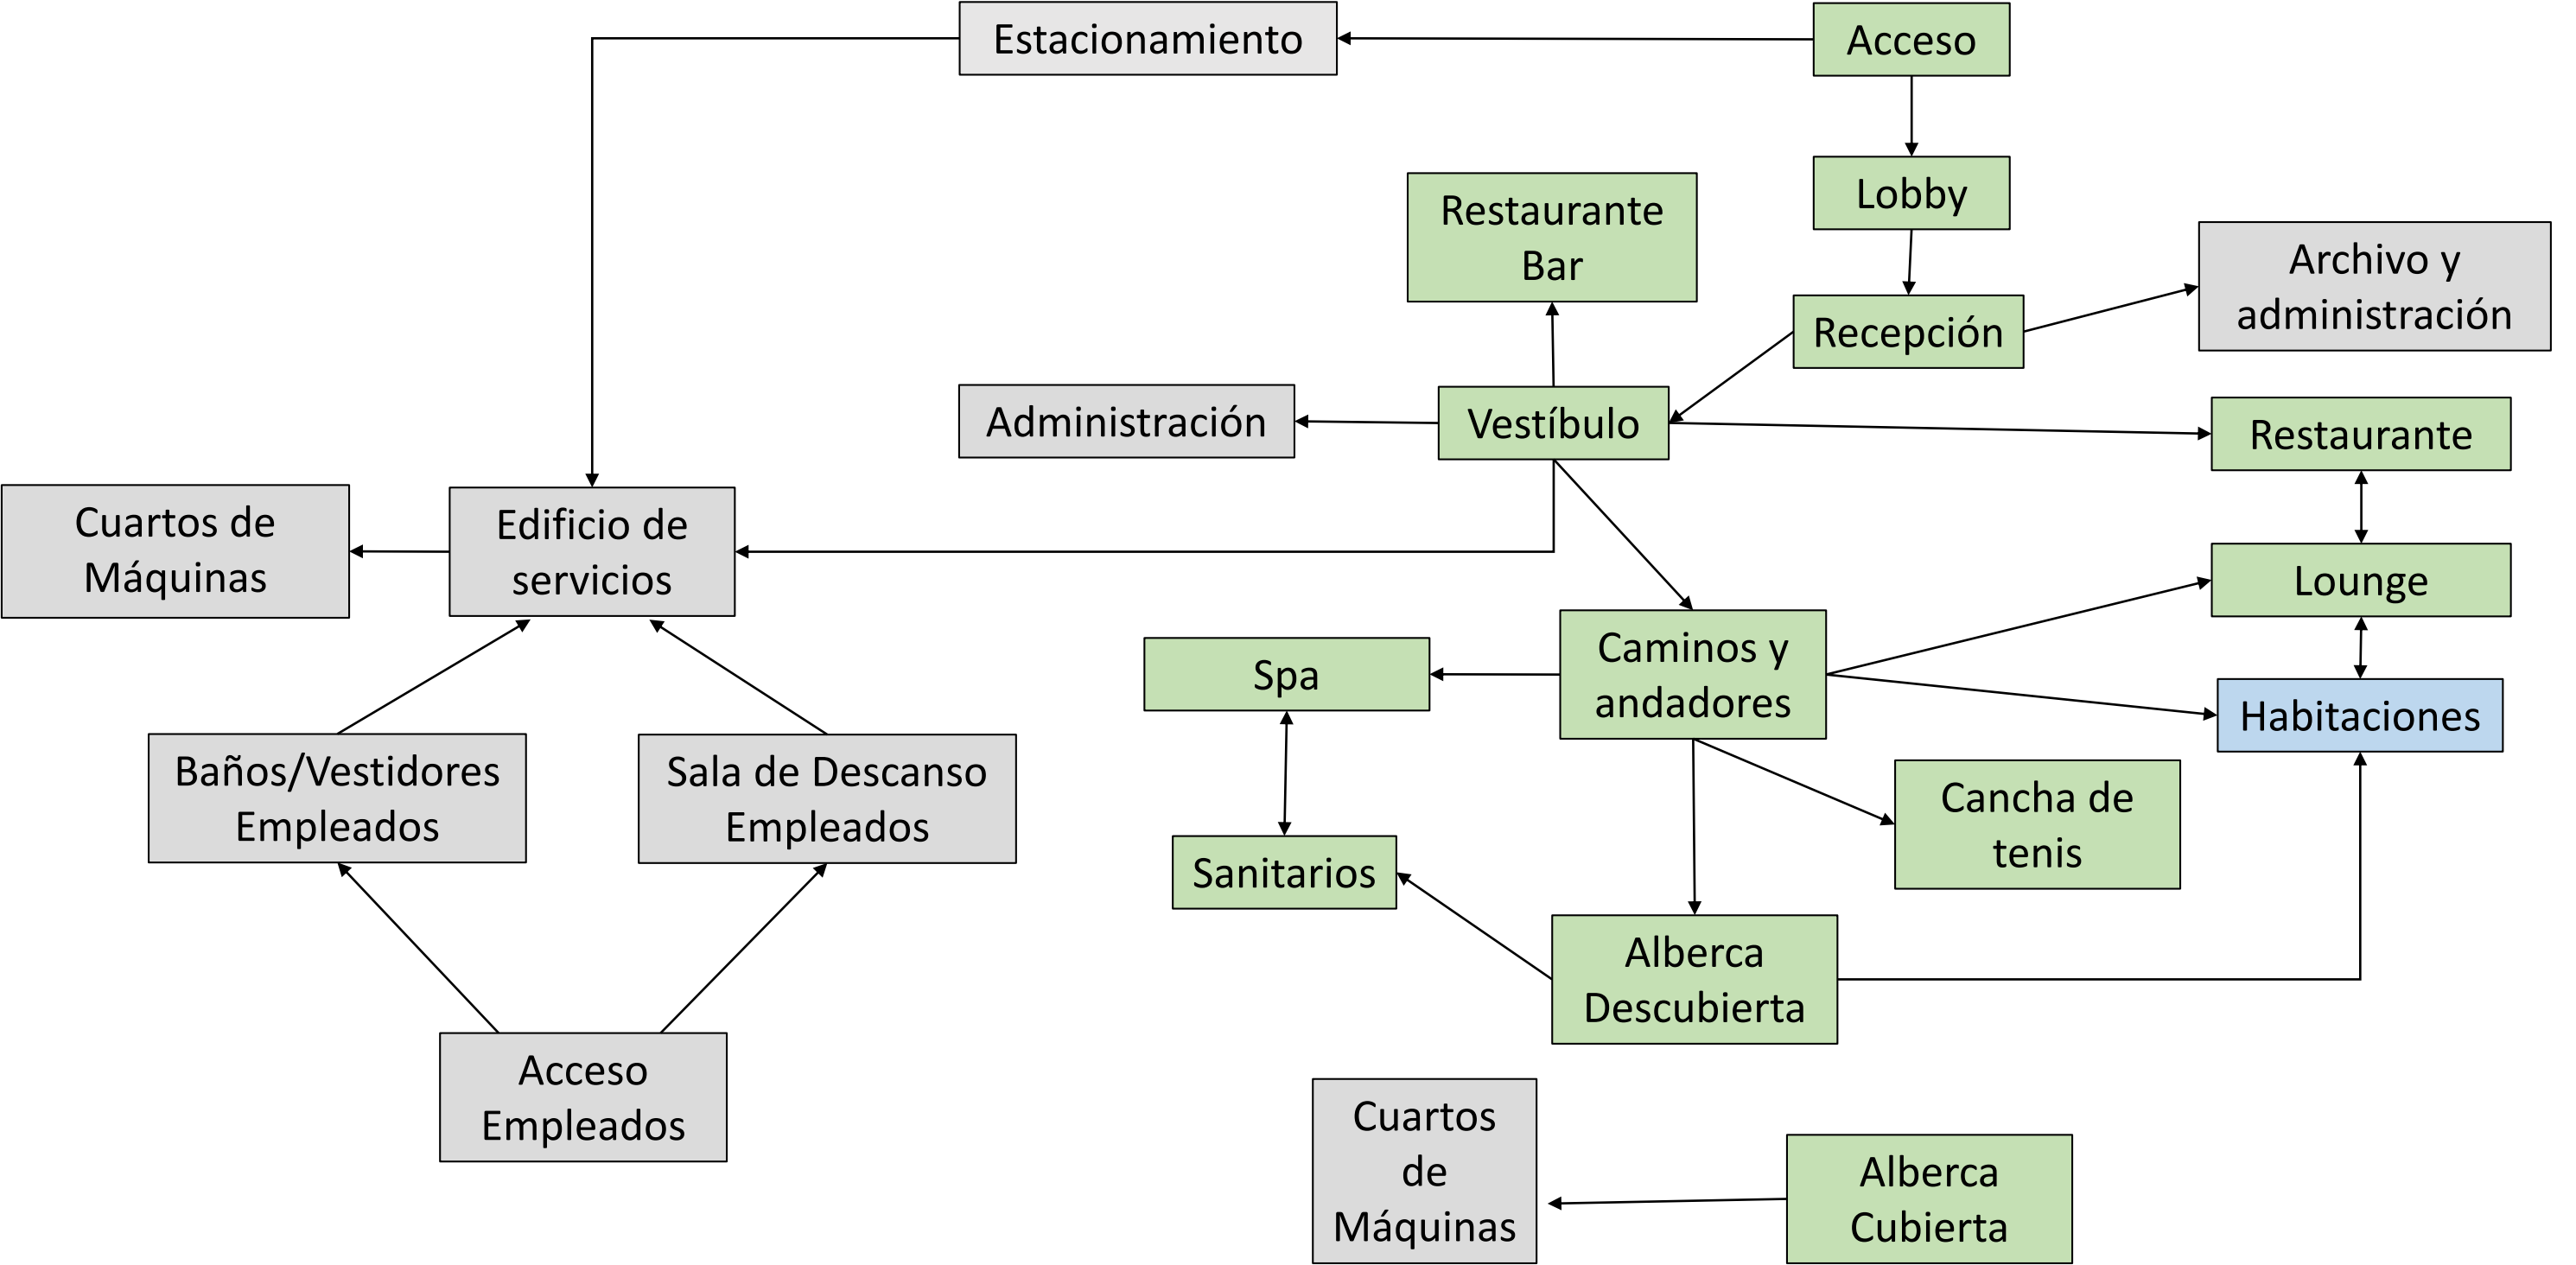 Estacionamiento
Acceso
Lobby
Restaurante
Bar
Archivo y
administración
Recepción
Administración
Vestíbulo
Restaurante
Cuartos de
Máquinas
Edificio de
servicios
Lounge
Spa
Caminos y
andadores
Habitaciones
Baños/Vestidores
Empleados
Sala de Descanso
Empleados
Cancha de
tenis
Sanitarios
Alberca
Descubierta
Acceso
Empleados
Cuartos
de
Máquinas
Alberca
Cubierta